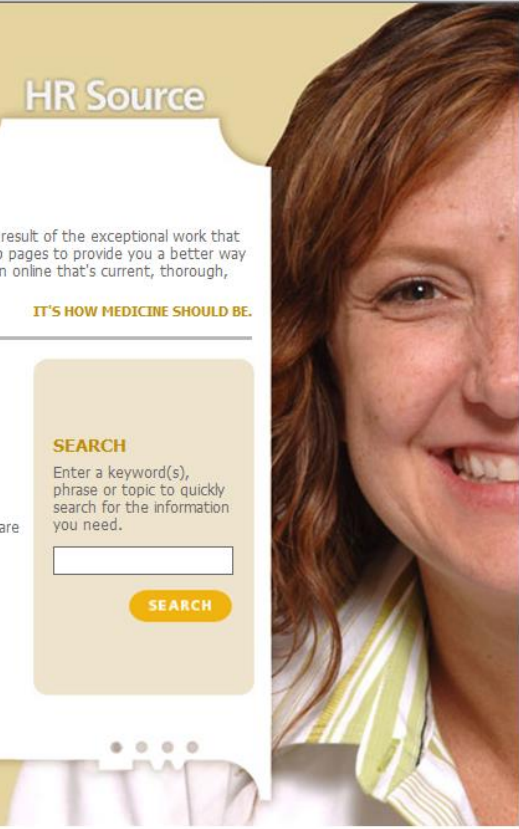 HR Source
result of the exceptional work that
pages to provide you a better way
online that's current, thorough,
IT'S HOW MEDICINE SHOULD BE.
SEARCH
Enter a keyword(s),
phrase or topic to quickly
search for the information
you need.
are
SEARCH